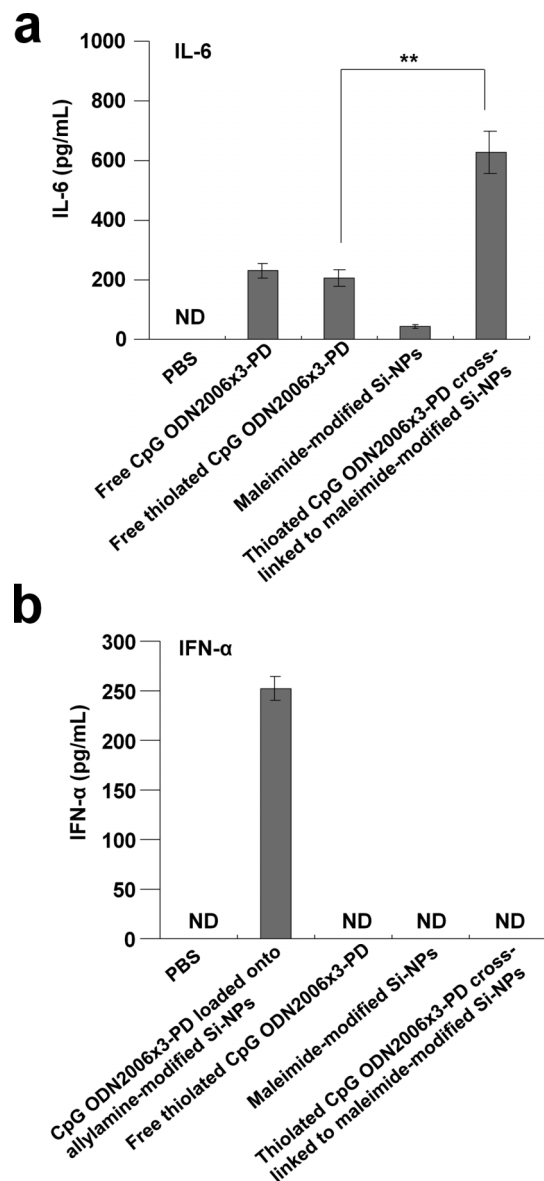 a
1000
IL-6
**
800
600
400
200
0
IL-6 (pg/mL)
ND
PBS
Free CpG ODN2006x3-PD
Free thiolated CpG ODN2006x3-PD
Maleimide-modified Si-NPs
Thioated CpG ODN2006x3-PD cross-
linked to maleimide-modified Si-NPs
b
300
IFN-α
250
200
150
100
50
0
IFN-α (pg/mL)
ND
ND
ND
ND
PBS
CpG ODN2006x3-PD loaded onto
allylamine-modified Si-NPs
Free thiolated CpG ODN2006x3-PD
Maleimide-modified Si-NPs
Thiolated CpG ODN2006x3-PD cross-
linked to maleimide-modified Si-NPs